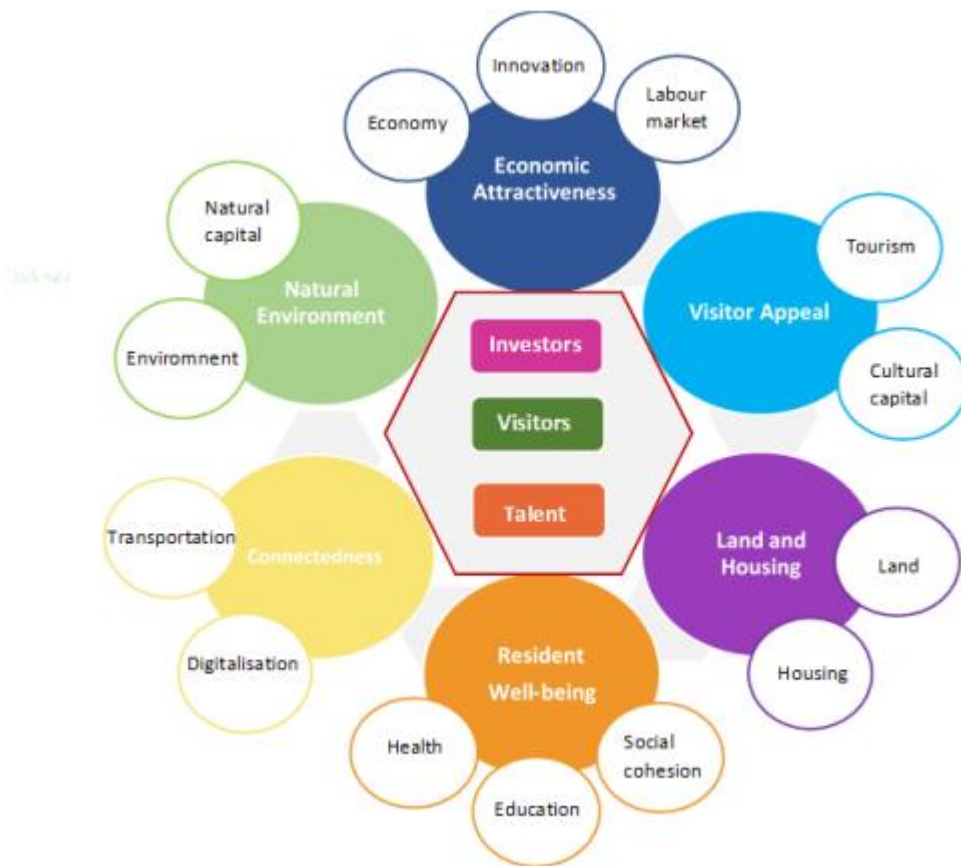 Innovation
Economy
Labour
market
Economic
Attractiveness
Natural
capital
Natural
Environment
Enviromnent
Tourism
Visitor Appeal
Cultural
capital
Investors
Visitors
Talent
Transportation
Connectedness
Digitalisation
Land and
Housing
Land
Housing
Resident
Well-being
Health
Education
Social
cohesion